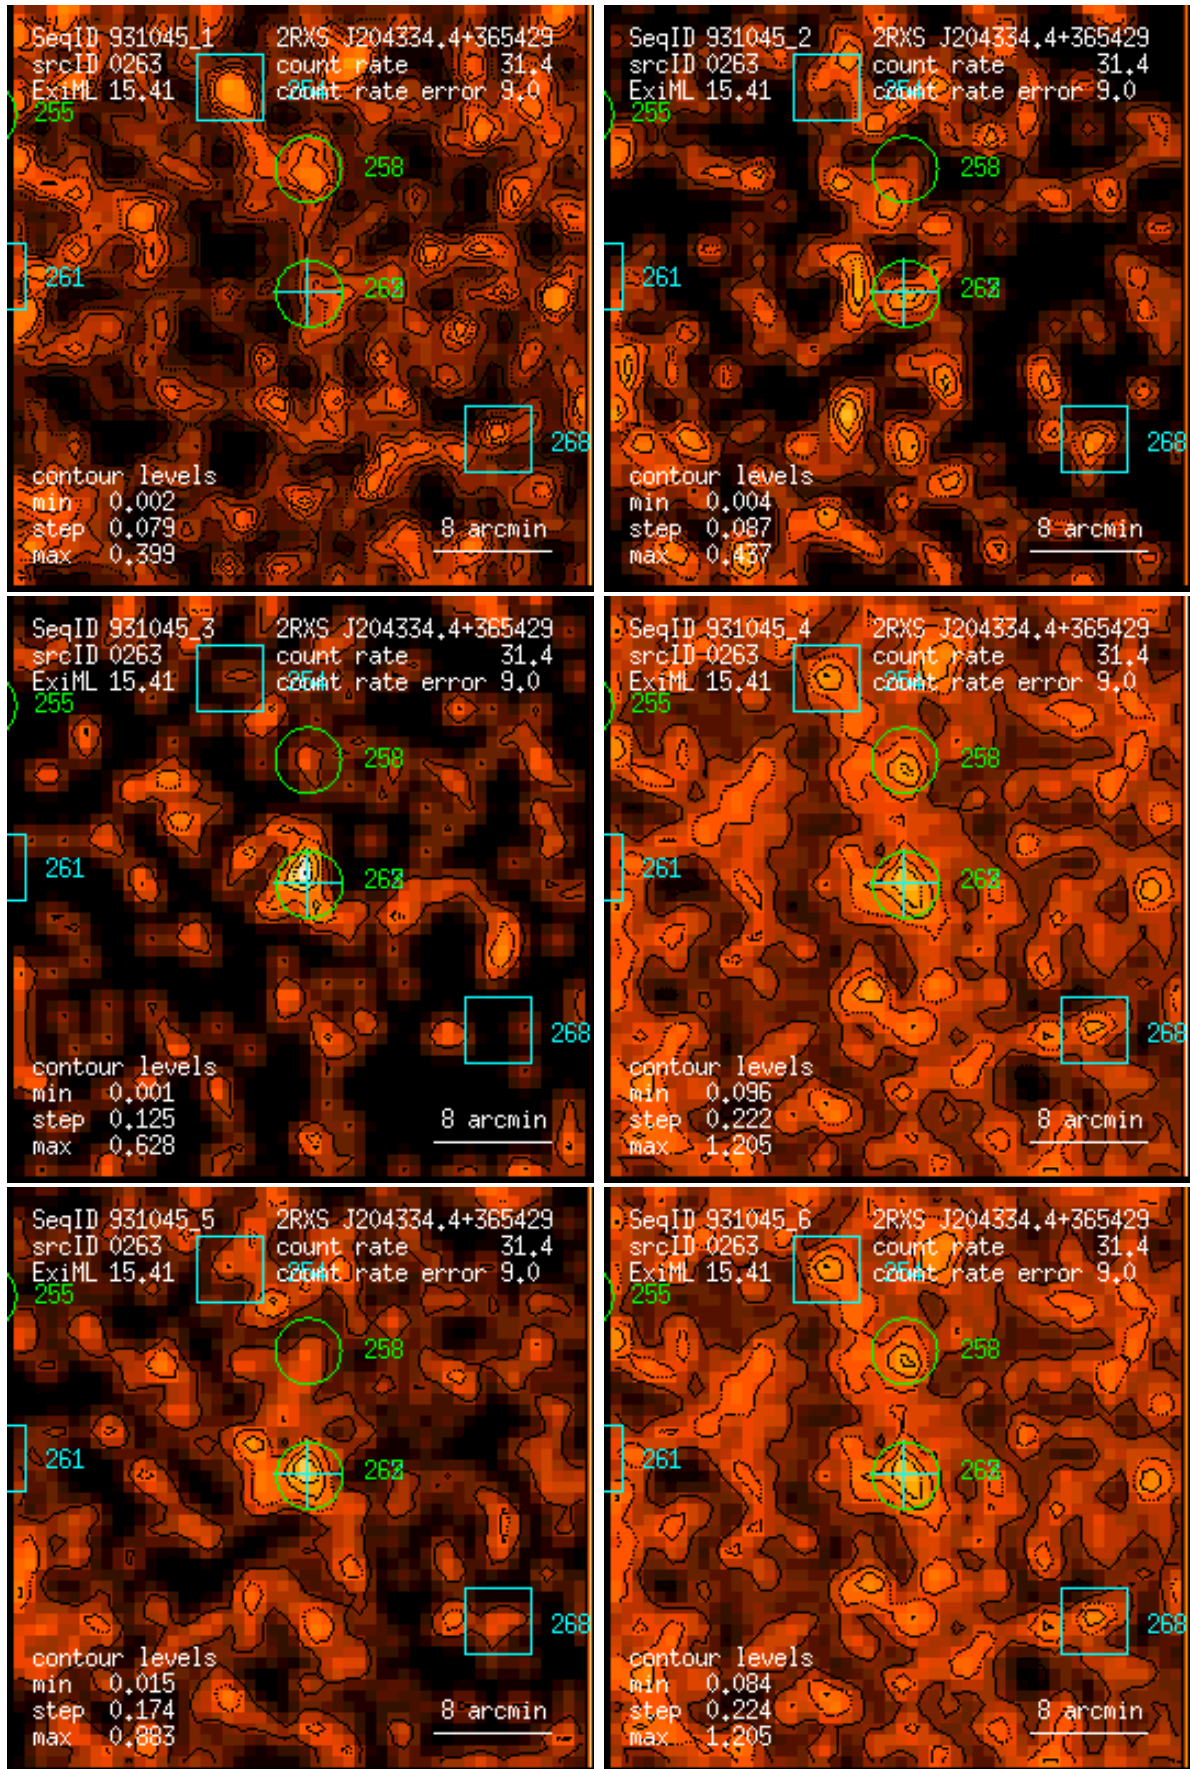 SeqID 931045_1 2RXS J204334.4+365429
srcID 0263 count rate 31.4
ExiML 15.41 count rate error 9.0
255
258
261
268
contour levels
min 0.002
step 0.079 8 arcmin
max 0.399
SeqID 931045_2 2RXS J204334.4+365429
srcID 0263 count rate 31.4
ExiML 15.41 count rate error 9.0
255
258
261
268
contour levels
min 0.004
step 0.087 8 arcmin
max 0.437
SeqID 931045_3 2RXS J204334.4+365429
srcID 0263 count rate 31.4
ExiML 15.41 count rate error 9.0
255
258
261
268
contour levels
min 0.001
step 0.125 8 arcmin
max 0.628
SeqID 931045_4 2RXS J204334.4+365429
srcID 0263 count rate 31.4
ExiML 15.41 count rate error 9.0
255
258
261
268
contour levels
min 0.096
step 0.222 8 arcmin
max 1.205
SeqID 931045_5 2RXS J204334.4+365429
srcID 0263 count rate 31.4
ExiML 15.41 count rate error 9.0
255
258
261
268
contour levels
min 0.015
step 0.174 8 arcmin
max 0.883
SeqID 931045_6 2RXS J204334.4+365429
srcID 0263 count rate 31.4
ExiML 15.41 count rate error 9.0
255
258
261
268
contour levels
min 0.084
step 0.224 8 arcmin
max 1.205